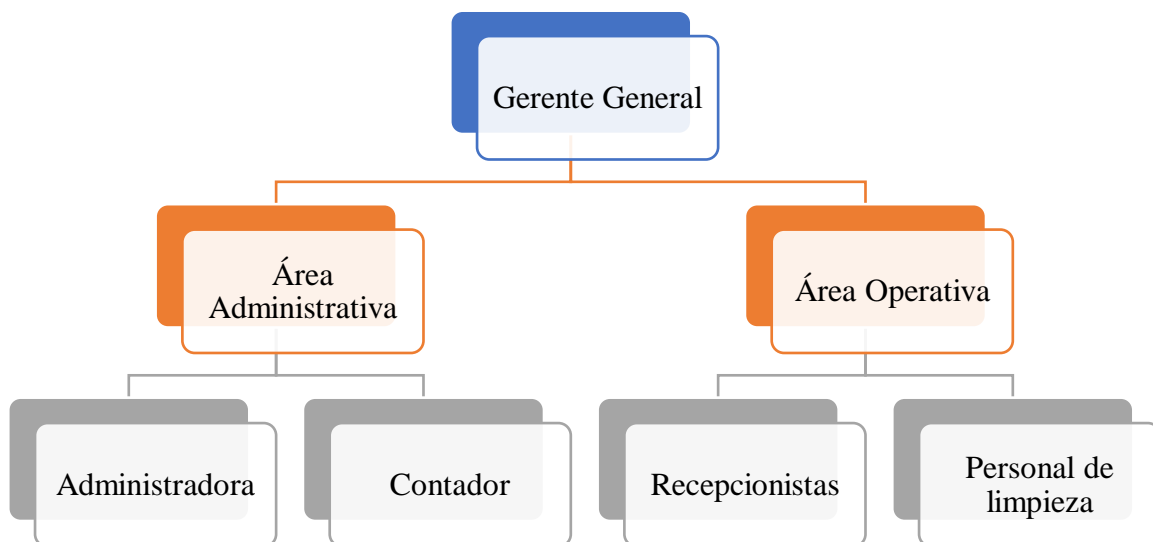 Gerente General
Área
Administrativa
Área Operativa
Administradora
Contador
Recepcionistas
Personal de
limpieza